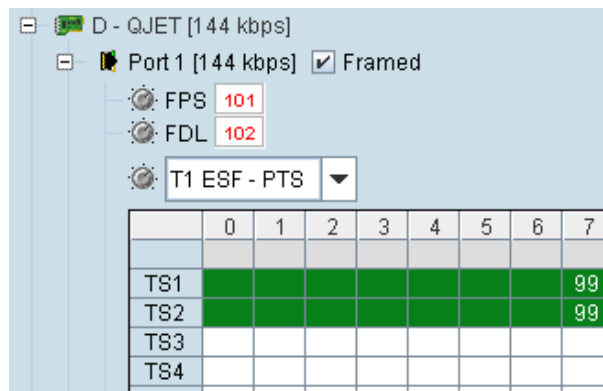 D - QJET [144 kbps]
Port 1 [144 kbps] Framed
FPS 101
FDL 102
T1 ESF - PTS
0 1 2 3 4 5 6 7
TS1 99
TS2 99
TS3
TS4